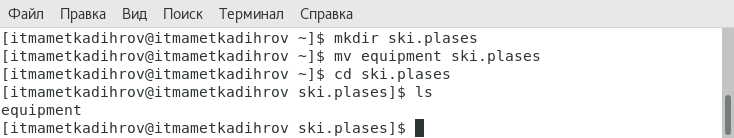 Файл Правка Вид Поиск Терминал Справка
[itmametkadihrov@itmametkadihrov ~]$ mkdir ski.plases
[itmametkadihrov@itmametkadihrov ~]$ mv equipment ski.plases
[itmametkadihrov@itmametkadihrov ~]$ cd ski.plases
[itmametkadihrov@itmametkadihrov ski.plases]$ ls
equipment
[itmametkadihrov@itmametkadihrov ski.plases]$